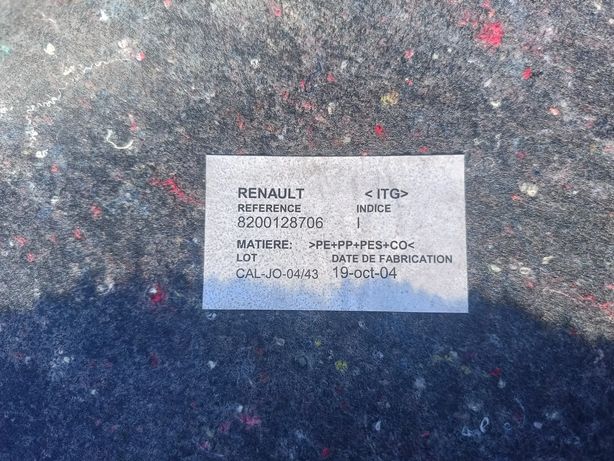 RENAULT <ITG>
REFERENCE INDICE
8200128706 I
MATIERE: >PE+PP+PES+CO<
LOT DATE DE FABRICATION
CAL-JO-04/43 19-oct-04